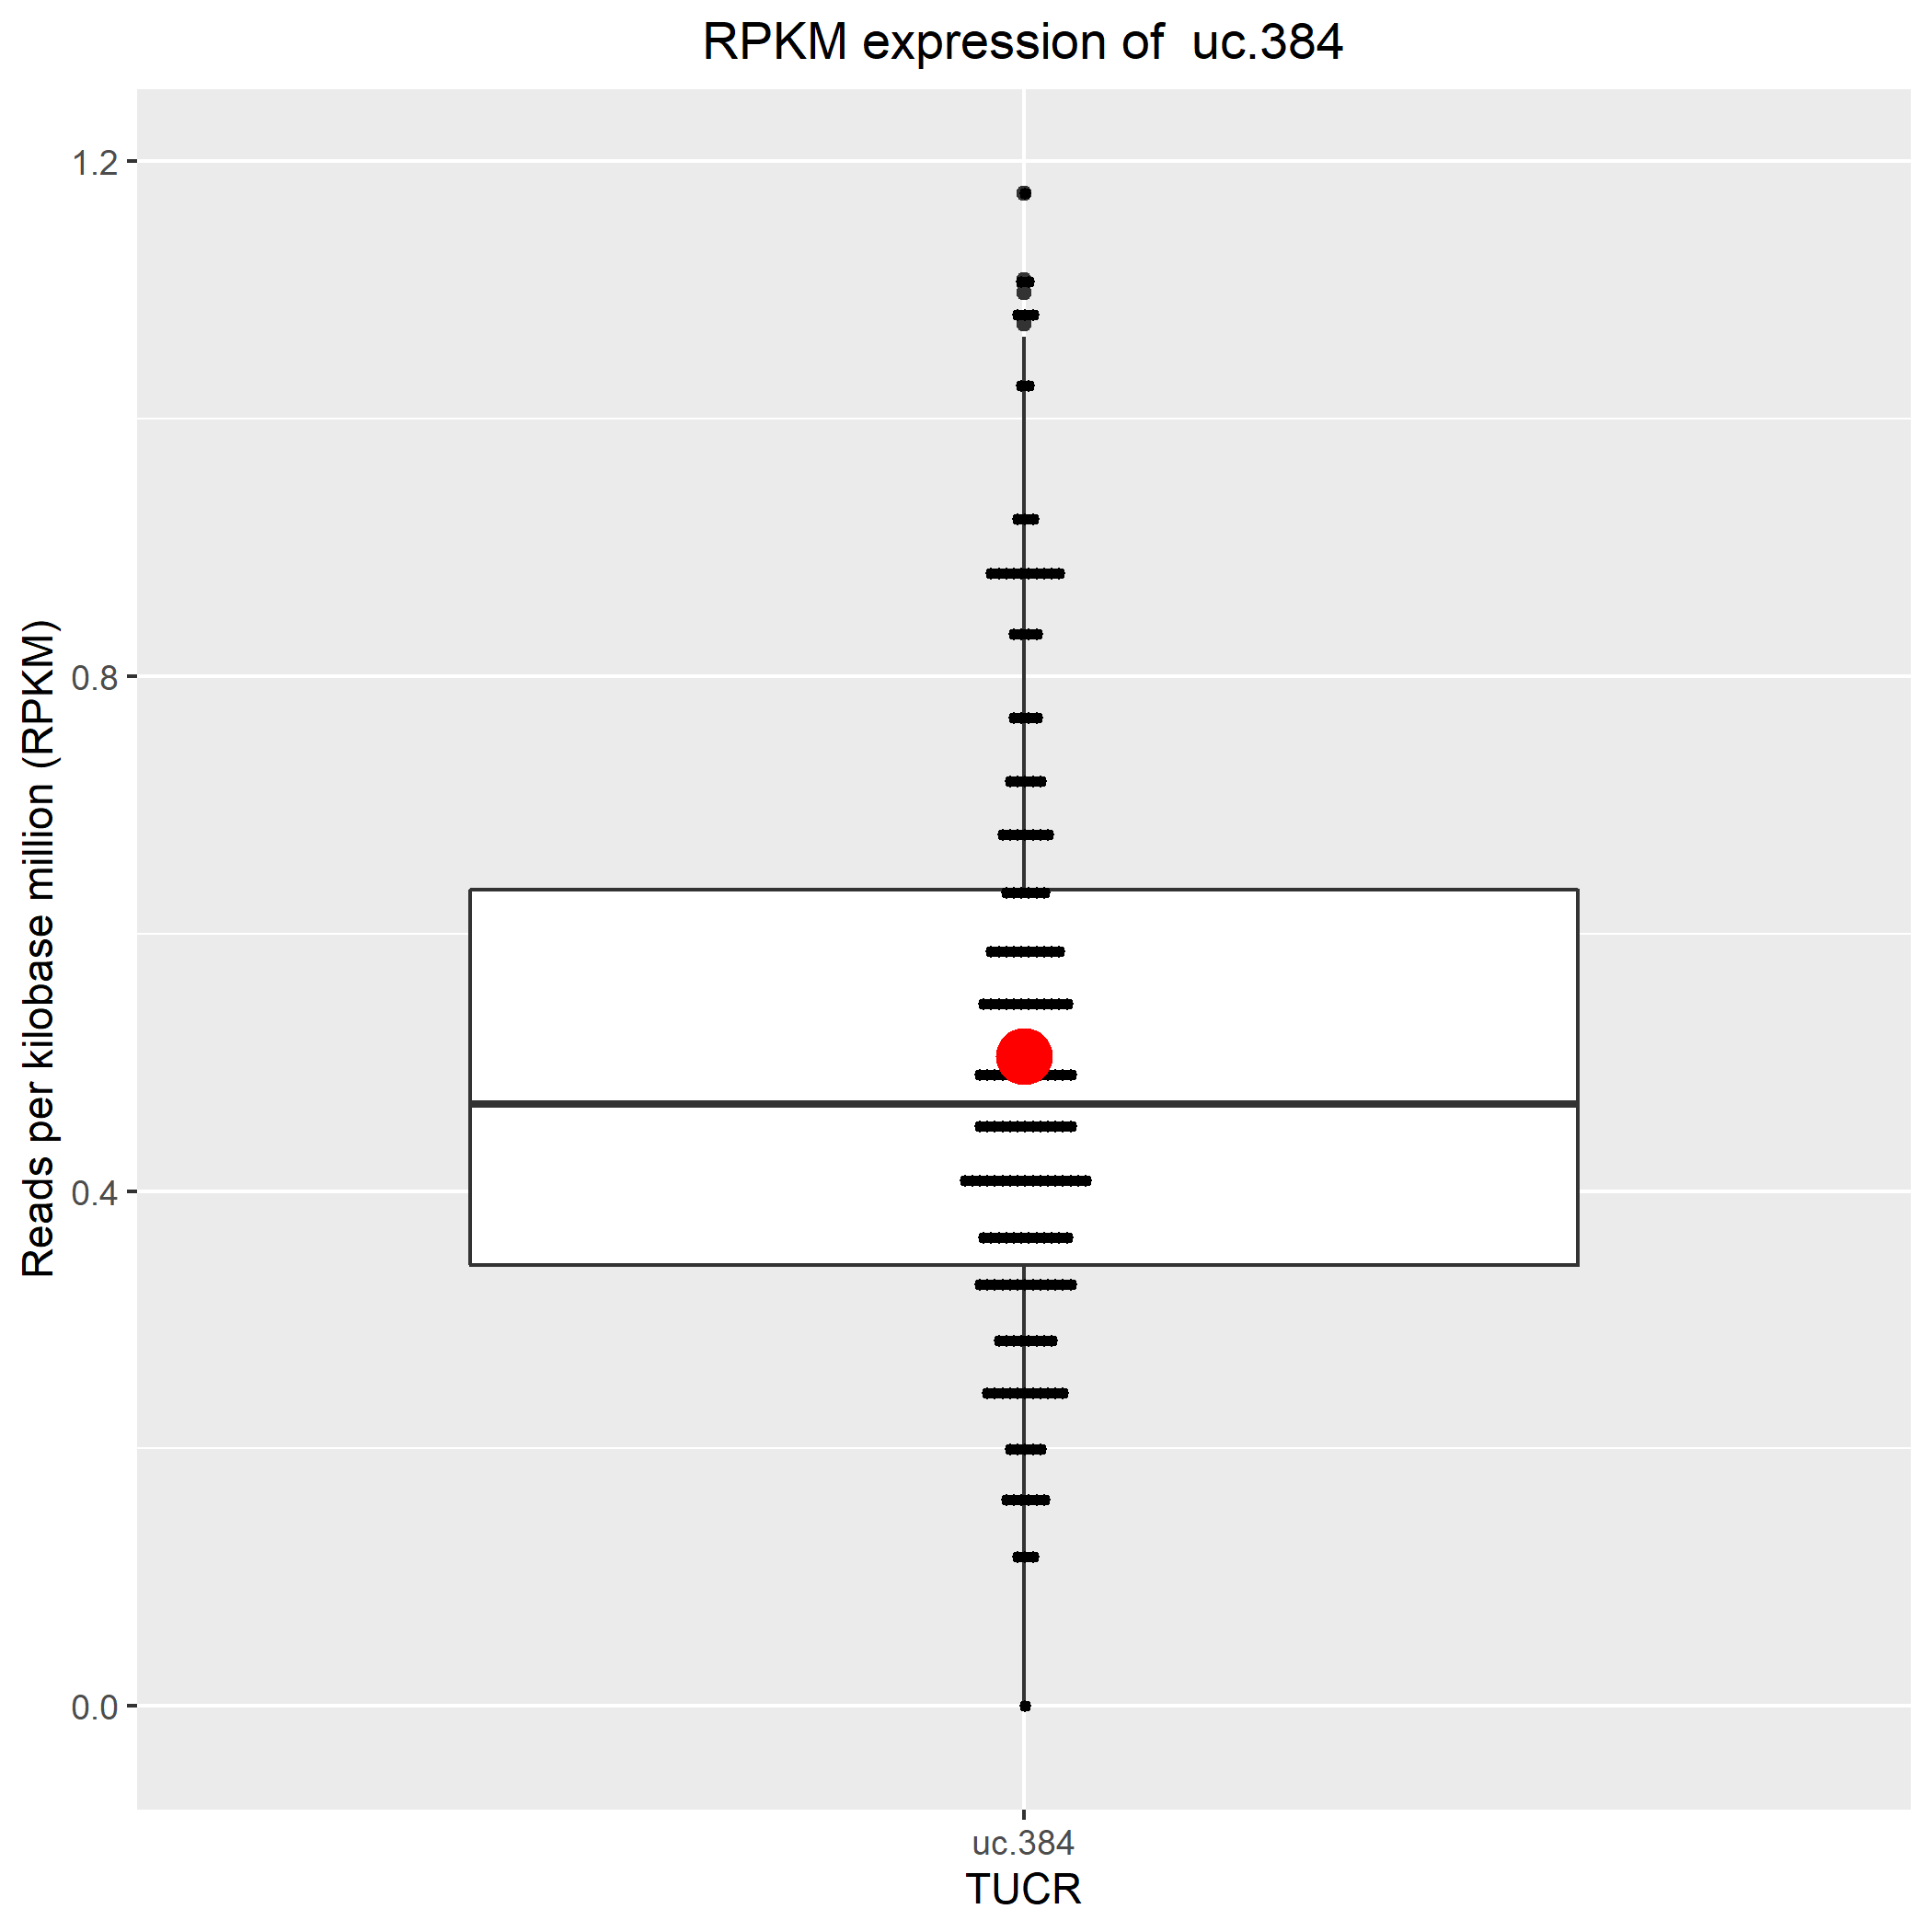 RPKM expression of  uc.384
Reads per kilobase million (RPKM)
1.2
0.8
0.4
0.0
uc.384
TUCR